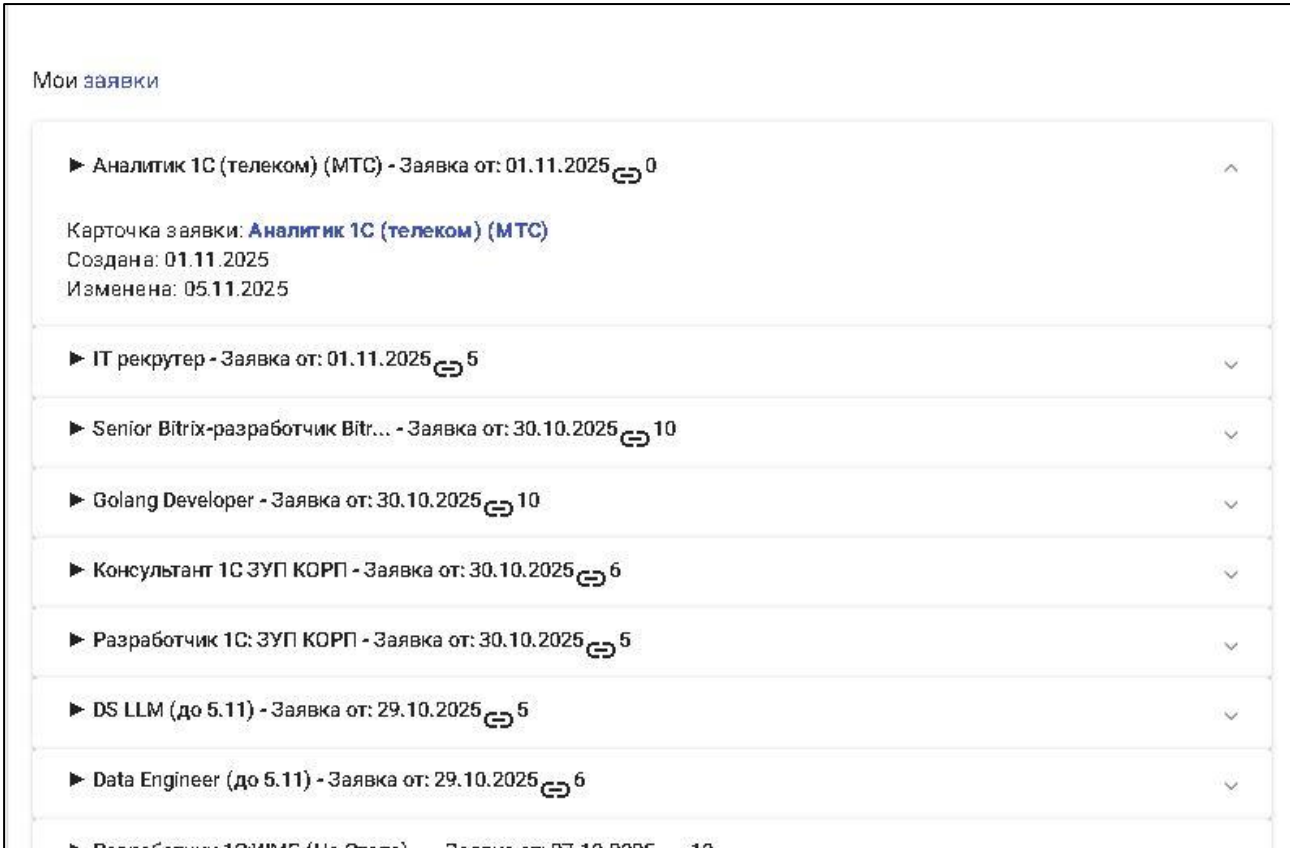 Мои заявки
► Аналитик 1С (телеком) (МТС) - Заявка от: 01.11.2025 0
Карточка заявки: Аналитик 1С (телеком) (МТС)
Создана: 01.11.2025
Изменена: 05.11.2025
► IT рекрутер - Заявка от: 01.11.2025 5
► Senior Bitrix-разработчик Bitr... - Заявка от: 30.10.2025 10
► Golang Developer - Заявка от: 30.10.2025 10
► Консультант 1С ЗУП КОРП - Заявка от: 30.10.2025 6
► Разработчик 1С: ЗУП КОРП - Заявка от: 30.10.2025 5
► DS LLM (до 5.11) - Заявка от: 29.10.2025 5
► Data Engineer (до 5.11) - Заявка от: 29.10.2025 6